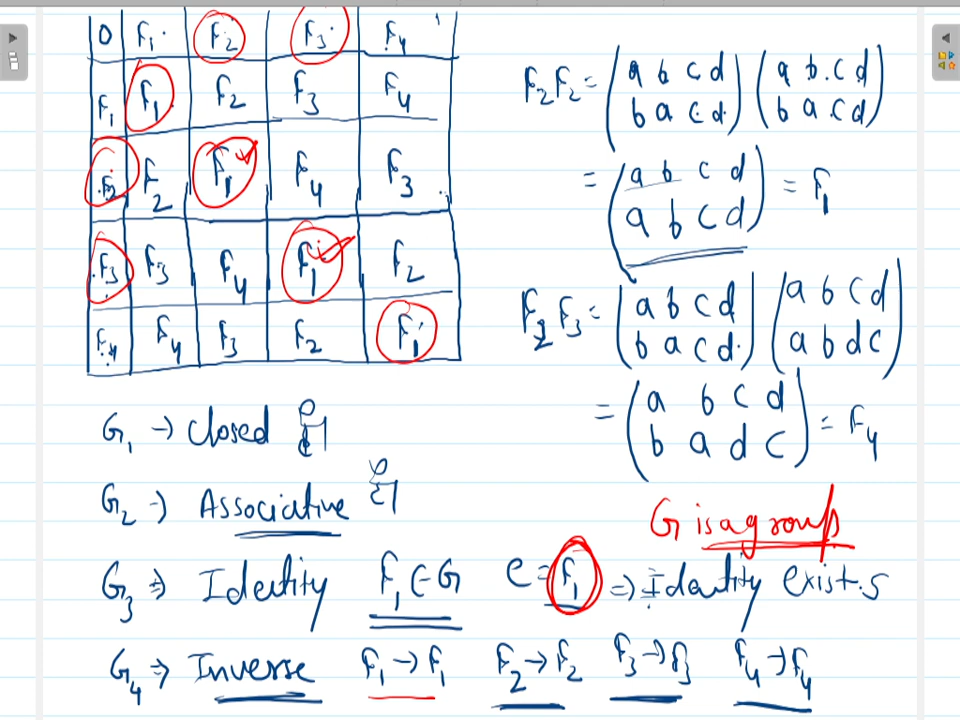 0 F₁ F₂ F₃ F₄
F₁ F₁ F₂ F₃ F₄
F₂ F₂ F₁ F₄ F₃
F₃ F₃ F₄ F₁ F₂
F₄ F₄ F₃ F₂ F₁
F₂F₂ = (a b c d) (a b c d)
(b a c d) (b a c d)
= (a b c d) = F₁
(a b c d)
F₂F₃ = (a b c d) (a b c d)
(b a c d) (a b d c)
= (a b c d) = F₄
(b a d c)
G₁ → Closed
G₂ ⇒ Associative
G is a group
G₃ ⇒ Identity F₁ ∈ G e = F₁ ⇒ Identity exists
G₄ ⇒ Inverse F₁ → F₁ F₂ → F₂ F₃ → F₃ F₄ → F₄